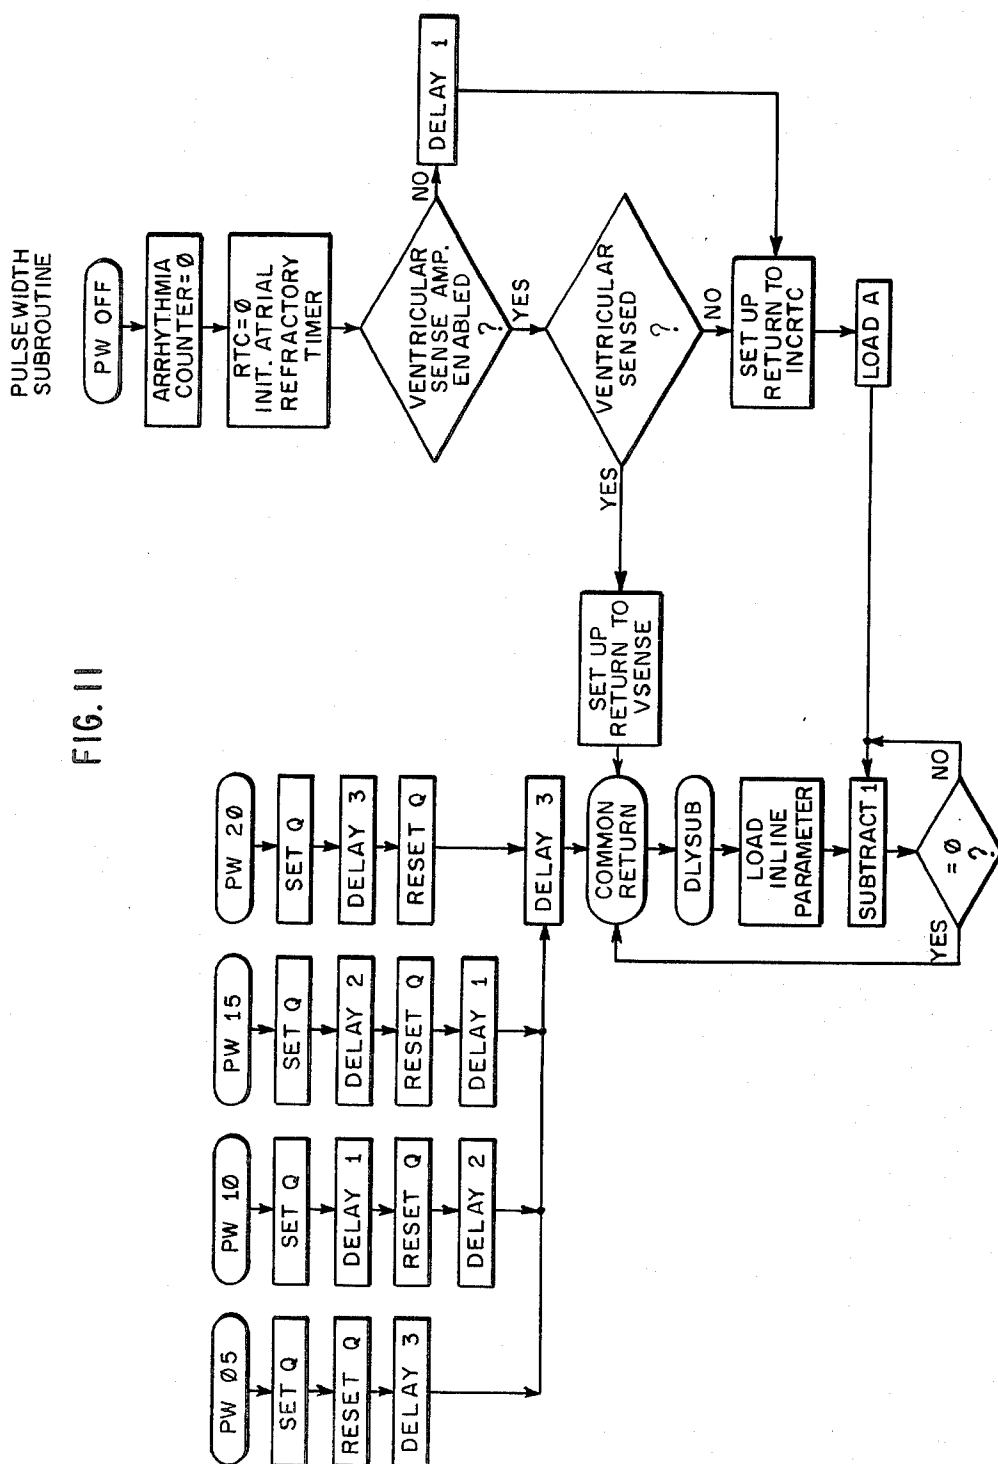 FIG. 11
PULSEWIDTH
SUBROUTINE
PW Ø5
SET Q
RESET Q
DELAY 3
PW 1Ø
SET Q
DELAY 1
RESET Q
DELAY 2
PW 15
SET Q
DELAY 2
RESET Q
DELAY 1
PW 2Ø
SET Q
DELAY 3
RESET Q
DELAY 3
COMMON
RETURN
DLYSUB
LOAD
INLINE
PARAMETER
SUBTRACT 1
= Ø
?
YES
NO
PW OFF
ARRHYTHMIA
COUNTER=Ø
RTC=Ø
INIT. ATRIAL
REFRACTORY
TIMER
VENTRICULAR
SENSE AMP.
ENABLED
?
NO
DELAY 1
YES
VENTRICULAR
SENSED
?
YES
SET UP
RETURN TO
VSENSE
NO
SET UP
RETURN TO
INCRTC
LOAD A